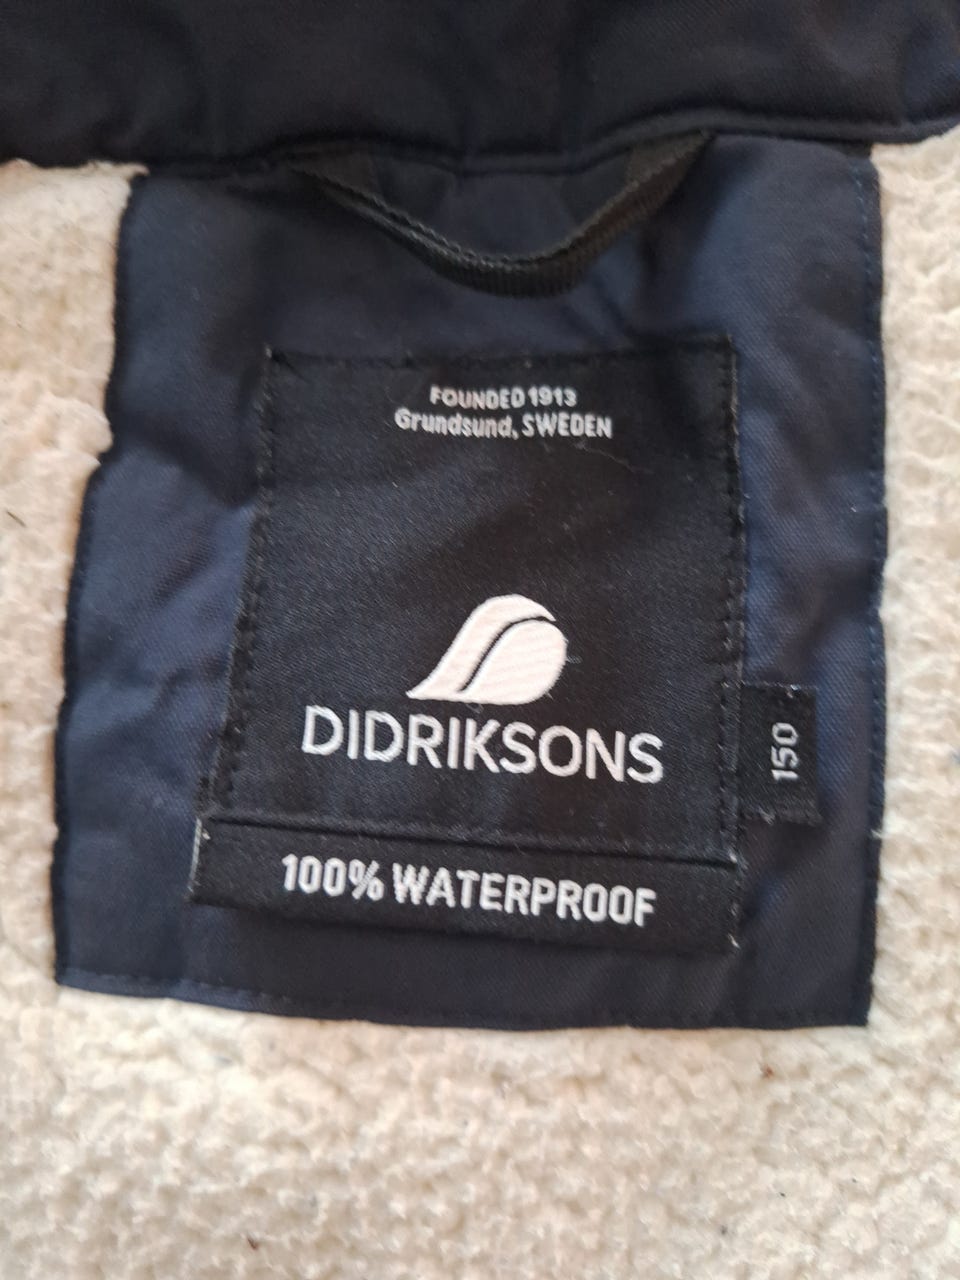 FOUNDED 1913
Grundsund, SWEDEN
DIDRIKSONS
150
100% WATERPROOF